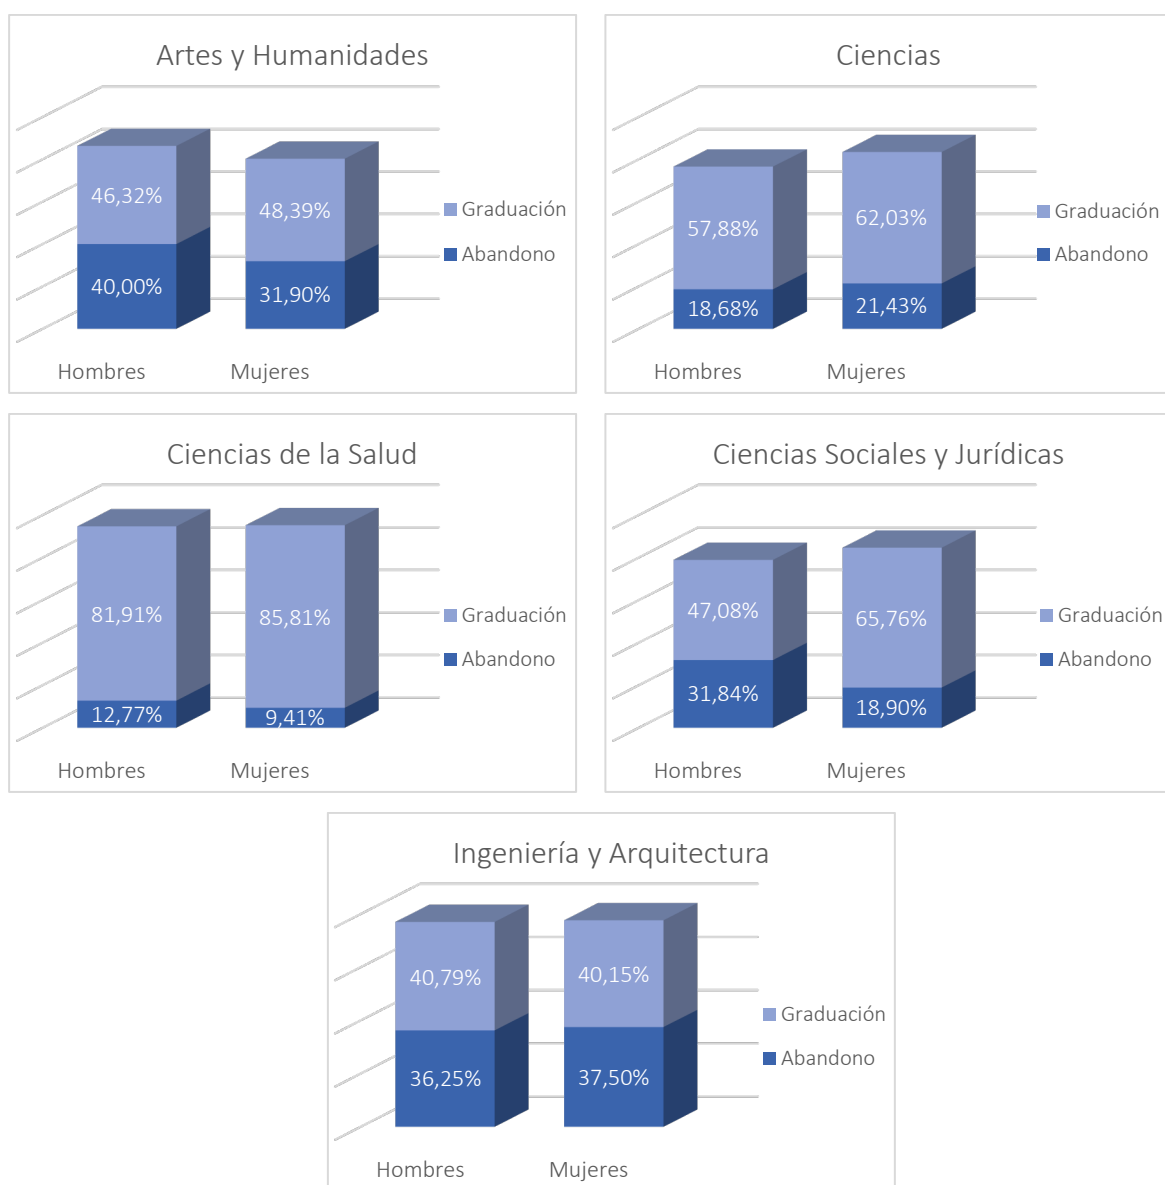 Artes y Humanidades
46,32%
48,39%
40,00%
31,90%
Graduación
Abandono
Hombres
Mujeres
Ciencias
57,88%
62,03%
18,68%
21,43%
Graduación
Abandono
Hombres
Mujeres
Ciencias de la Salud
81,91%
85,81%
12,77%
9,41%
Graduación
Abandono
Hombres
Mujeres
Ciencias Sociales y Jurídicas
47,08%
65,76%
31,84%
18,90%
Graduación
Abandono
Hombres
Mujeres
Ingeniería y Arquitectura
40,79%
40,15%
36,25%
37,50%
Graduación
Abandono
Hombres
Mujeres